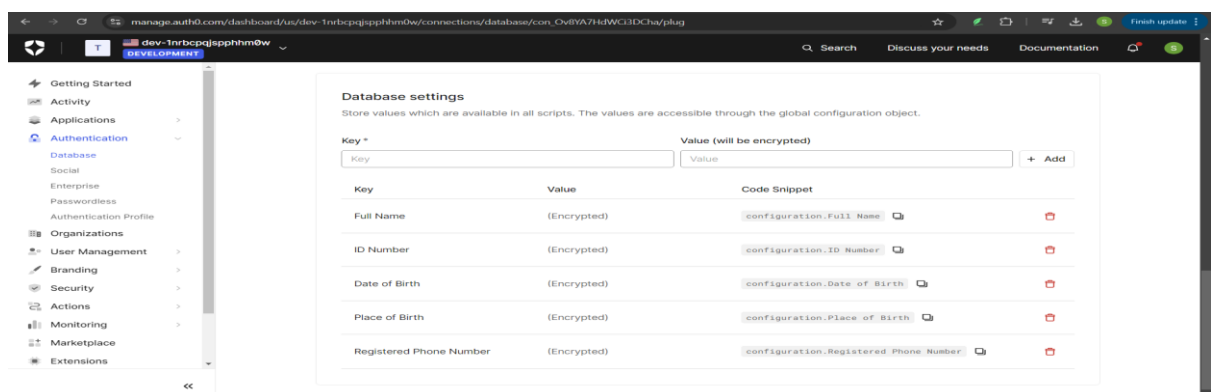 manage.auth0.com/dashboard/us/dev-1nrbcpqjspphhm0w/connections/database/con_Ov8YA7HdWCi3DCha/plug
Finish update
T
dev-1nrbcpqjspphhm0w
DEVELOPMENT
Search
Discuss your needs
Documentation
S
Getting Started
Activity
Applications
Authentication
Database
Social
Enterprise
Passwordless
Authentication Profile
Organizations
User Management
Branding
Security
Actions
Monitoring
Marketplace
Extensions
Database settings
Store values which are available in all scripts. The values are accessible through the global configuration object.
Key * Value (will be encrypted)
Key Value + Add
Key Value Code Snippet
Full Name (Encrypted) configuration.Full Name
ID Number (Encrypted) configuration.ID Number
Date of Birth (Encrypted) configuration.Date of Birth
Place of Birth (Encrypted) configuration.Place of Birth
Registered Phone Number (Encrypted) configuration.Registered Phone Number